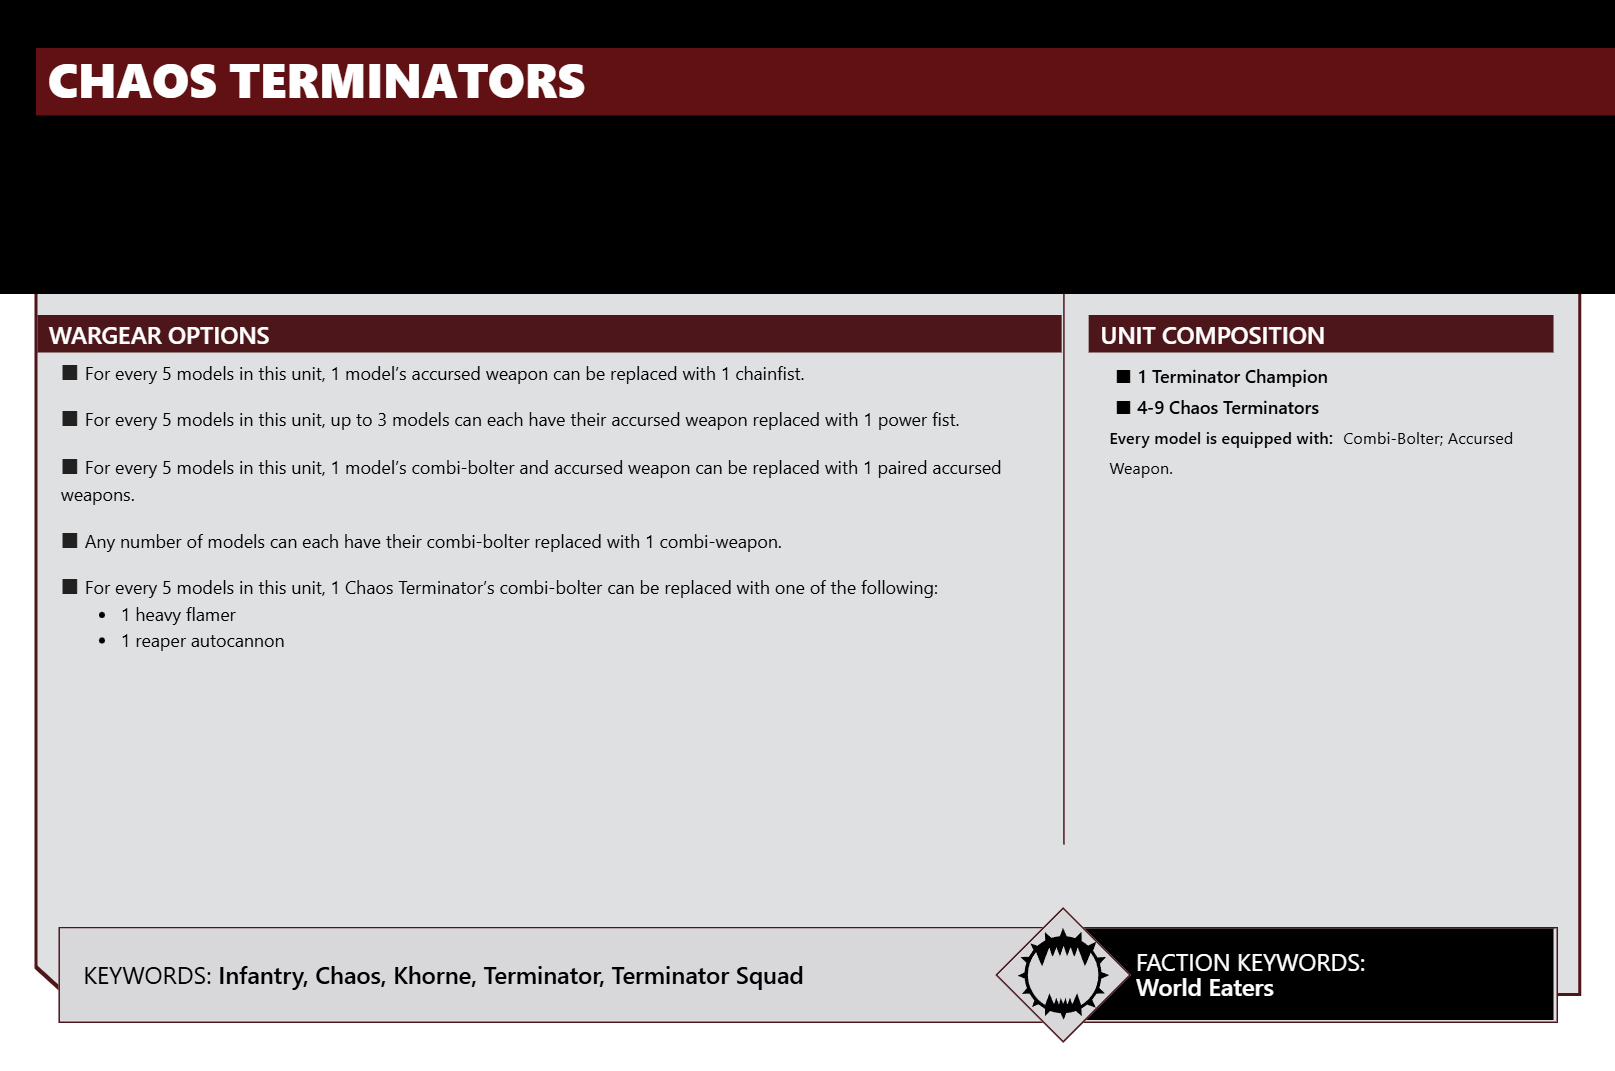 CHAOS TERMINATORS
WARGEAR OPTIONS
■ For every 5 models in this unit, 1 model’s accursed weapon can be replaced with 1 chainfist.
■ For every 5 models in this unit, up to 3 models can each have their accursed weapon replaced with 1 power fist.
■ For every 5 models in this unit, 1 model’s combi-bolter and accursed weapon can be replaced with 1 paired accursed
weapons.
■ Any number of models can each have their combi-bolter replaced with 1 combi-weapon.
■ For every 5 models in this unit, 1 Chaos Terminator’s combi-bolter can be replaced with one of the following:
• 1 heavy flamer
• 1 reaper autocannon
UNIT COMPOSITION
■ 1 Terminator Champion
■ 4-9 Chaos Terminators
Every model is equipped with: Combi-Bolter; Accursed
Weapon.
KEYWORDS: Infantry, Chaos, Khorne, Terminator, Terminator Squad
FACTION KEYWORDS:
World Eaters